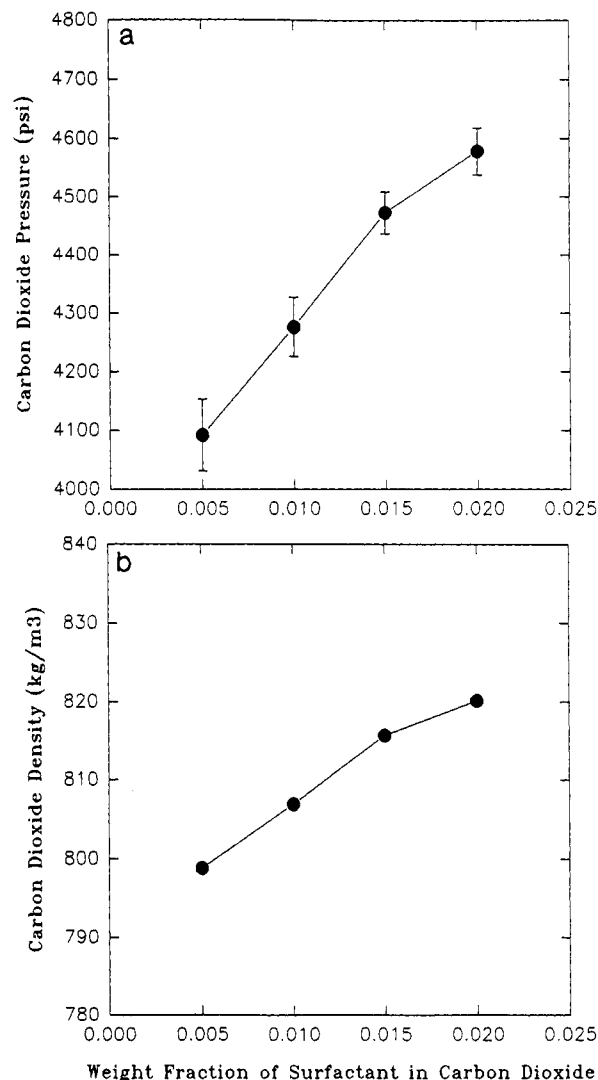 a
Carbon Dioxide Pressure (psi)
4800
4700
4600
4500
4400
4300
4200
4100
4000
0.000 0.005 0.010 0.015 0.020 0.025
b
Carbon Dioxide Density (kg/m3)
840
830
820
810
800
790
780
0.000 0.005 0.010 0.015 0.020 0.025
Weight Fraction of Surfactant in Carbon Dioxide